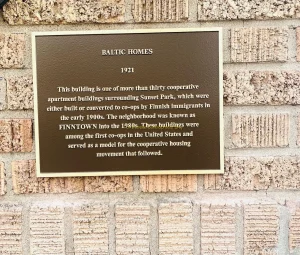 BALTIC HOMES
1921
This building is one of more than thirty cooperative
apartment buildings surrounding Sunset Park, which were
either built or converted to co-ops by Finnish immigrants in
the early 1900s. The neighborhood was known as
FINNTOWN into the 1980s. These buildings were
among the first co-ops in the United States and
served as a model for the cooperative housing
movement that followed.